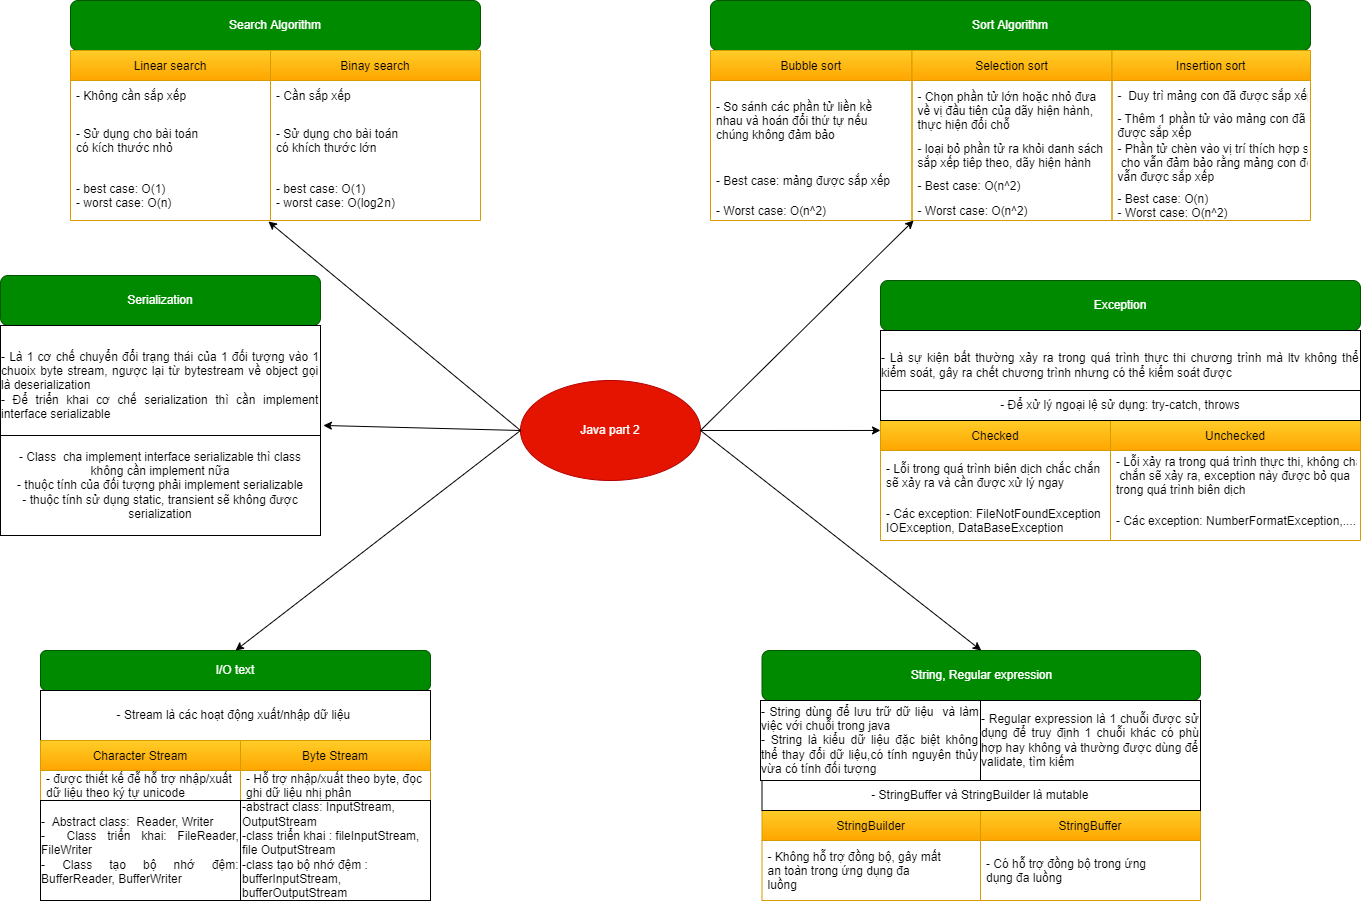 Search Algorithm
Linear search
Binay search
- Không cần sắp xếp
- Sử dụng cho bài toán
có kích thước nhỏ
- best case: O(1)
- worst case: O(n)
- Cần sắp xếp
- Sử dụng cho bài toán
có khích thước lớn
- best case: O(1)
- worst case: O(log2n)
Sort Algorithm
Bubble sort
Selection sort
Insertion sort
- So sánh các phần tử liền kề
nhau và hoán đổi thứ tự nếu
chúng không đảm bảo
- Best case: mảng được sắp xếp
- Worst case: O(n^2)
- Chọn phần tử lớn hoặc nhỏ đưa
về vị đầu tiên của dãy hiện hành,
thực hiện đổi chỗ
- loại bỏ phần tử ra khỏi danh sách
sắp xếp tiếp theo, dãy hiện hành
- Best case: O(n^2)
- Worst case: O(n^2)
- Duy trì mảng con đã được sắp xế
- Thêm 1 phần tử vào mảng con đã
được sắp xếp
- Phần tử chèn vào vị trí thích hợp s
cho vẫn đảm bảo rằng mảng con đ
vẫn được sắp xếp
- Best case: O(n)
- Worst case: O(n^2)
Serialization
- Là 1 cơ chế chuyển đổi trạng thái của 1 đối tượng vào 1
chuoix byte stream, ngược lại từ bytestream về object gọi
là deserialization
- Để triển khai cơ chế serialization thì cần implement
interface serializable
- Class cha implement interface serializable thì class
không cần implement nữa
- thuộc tính của đối tượng phải implement serializable
- thuộc tính sử dụng static, transient sẽ không được
serialization
Java part 2
Exception
- Là sự kiện bất thường xảy ra trong quá trình thực thi chương trình mà ltv không thể
kiểm soát, gây ra chết chương trình nhưng có thể kiểm soát được
- Để xử lý ngoại lệ sử dụng: try-catch, throws
Checked
Unchecked
- Lỗi trong quá trình biên dịch chắc chắn
sẽ xảy ra và cần được xử lý ngay
- Các exception: FileNotFoundException
IOException, DataBaseException
- Lỗi xảy ra trong quá trình thực thi, không ch
chắn sẽ xảy ra, exception này được bỏ qua
trong quá trình biên dịch
- Các exception: NumberFormatException,....
I/O text
- Stream là các hoạt động xuất/nhập dữ liệu
Character Stream
Byte Stream
- được thiết kế để hỗ trợ nhập/xuất
dữ liệu theo ký tự unicode
- Hỗ trợ nhập/xuất theo byte, đọc
ghi dữ liệu nhị phân
- Abstract class: Reader, Writer
- Class triển khai: FileReader,
FileWriter
- Class tạo bộ nhớ đệm:
BufferReader, BufferWriter
-abstract class: InputStream,
OutputStream
-class triển khai : fileInputStream,
file OutputStream
-class tạo bộ nhớ đệm :
bufferInputStream,
bufferOutputStream
String, Regular expression
- String dùng để lưu trữ dữ liệu và làm
việc với chuỗi trong java
- String là kiểu dữ liệu đặc biệt không
thể thay đổi dữ liệu,có tính nguyên thủy
vừa có tính đối tượng
- Regular expression là 1 chuỗi được sử
dụng để truy định 1 chuỗi khác có phù
hợp hay không và thường được dùng để
validate, tìm kiếm
- StringBuffer và StringBuilder là mutable
StringBuilder
StringBuffer
- Không hỗ trợ đồng bộ, gây mất
an toàn trong ứng dụng đa
luồng
- Có hỗ trợ đồng bộ trong ứng
dụng đa luồng